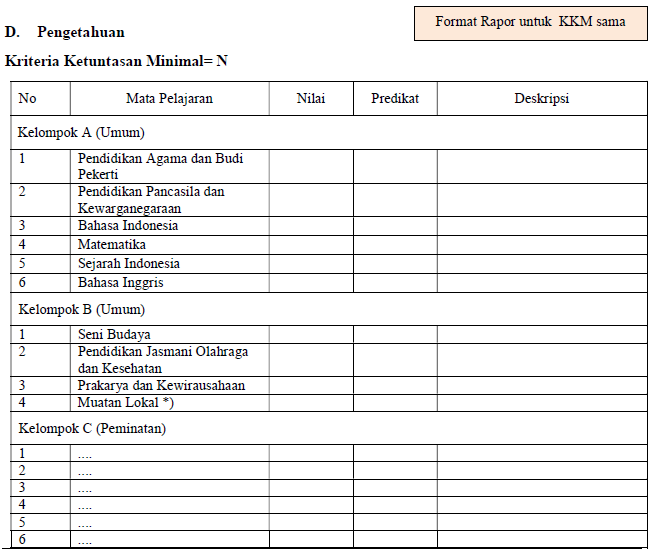 Format Rapor untuk KKM sama
D. Pengetahuan
Kriteria Ketuntasan Minimal= N
No Mata Pelajaran Nilai Predikat Deskripsi
Kelompok A (Umum)
1 Pendidikan Agama dan Budi
Pekerti
2 Pendidikan Pancasila dan
Kewarganegaraan
3 Bahasa Indonesia
4 Matematika
5 Sejarah Indonesia
6 Bahasa Inggris
Kelompok B (Umum)
1 Seni Budaya
2 Pendidikan Jasmani Olahraga
dan Kesehatan
3 Prakarya dan Kewirausahaan
4 Muatan Lokal *)
Kelompok C (Peminatan)
1 ....
2 ....
3 ....
4 ....
5 ....
6 ....